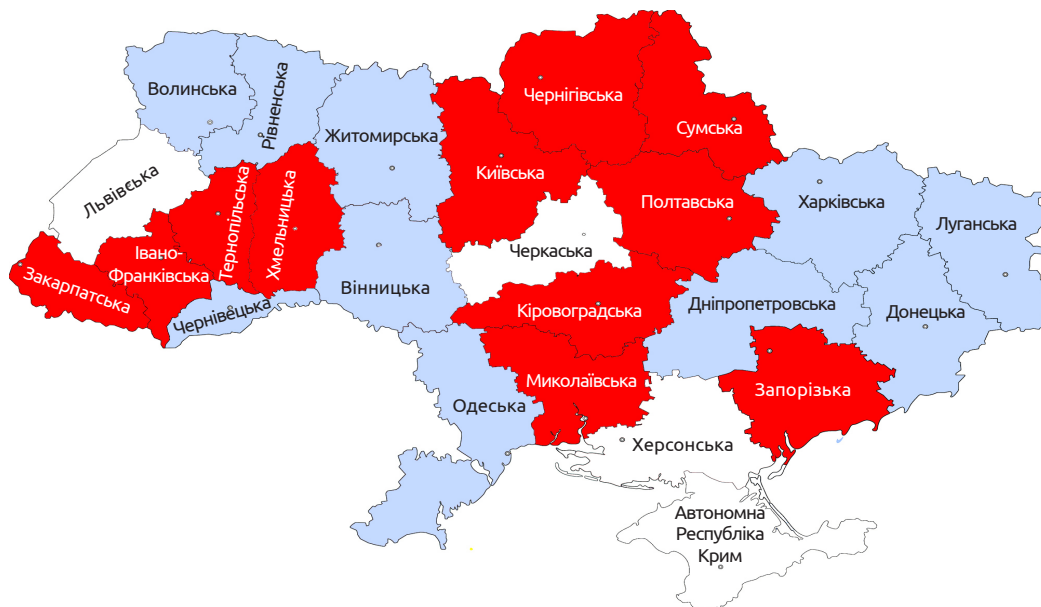 Волинська
Рівненська
Житомирська
Чернігівська
Сумська
Київська
Львівська
Тернопільська
Хмельницька
Івано-
Франківська
Закарпатська
Чернівецька
Вінницька
Черкаська
Полтавська
Харківська
Луганська
Кіровоградська
Дніпропетровська
Донецька
Миколаївська
Одеська
Запорізька
Херсонська
Автономна
Республіка
Крим